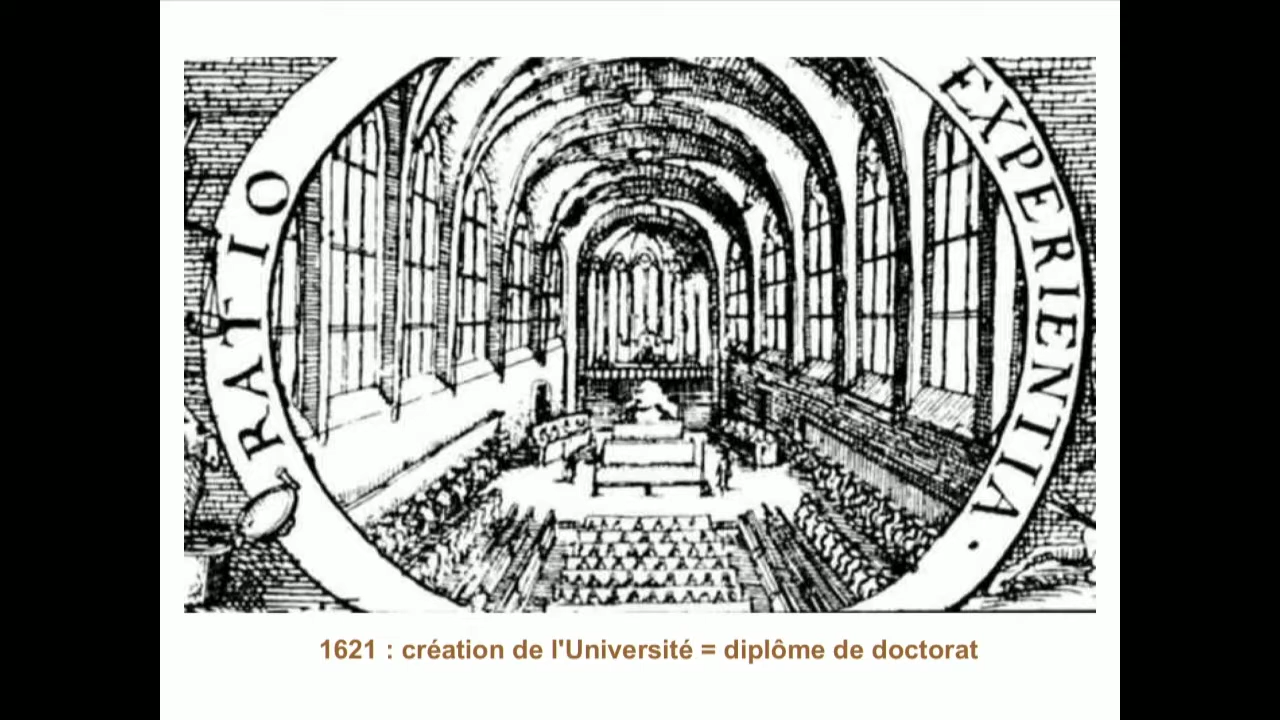 RATIO
EXPERIENTIA ·
1621 : création de l'Université = diplôme de doctorat